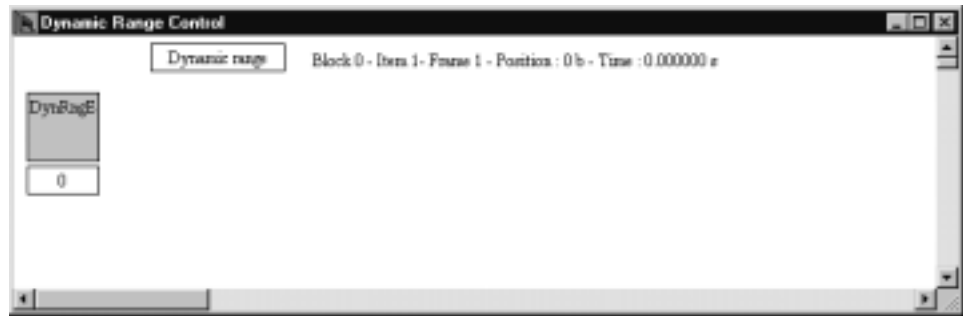 Dynamic Range Control
Dynamic range Block 0 - Item 1- Frame 1 - Position : 0 b - Time : 0.000000 s
DynRngE
0